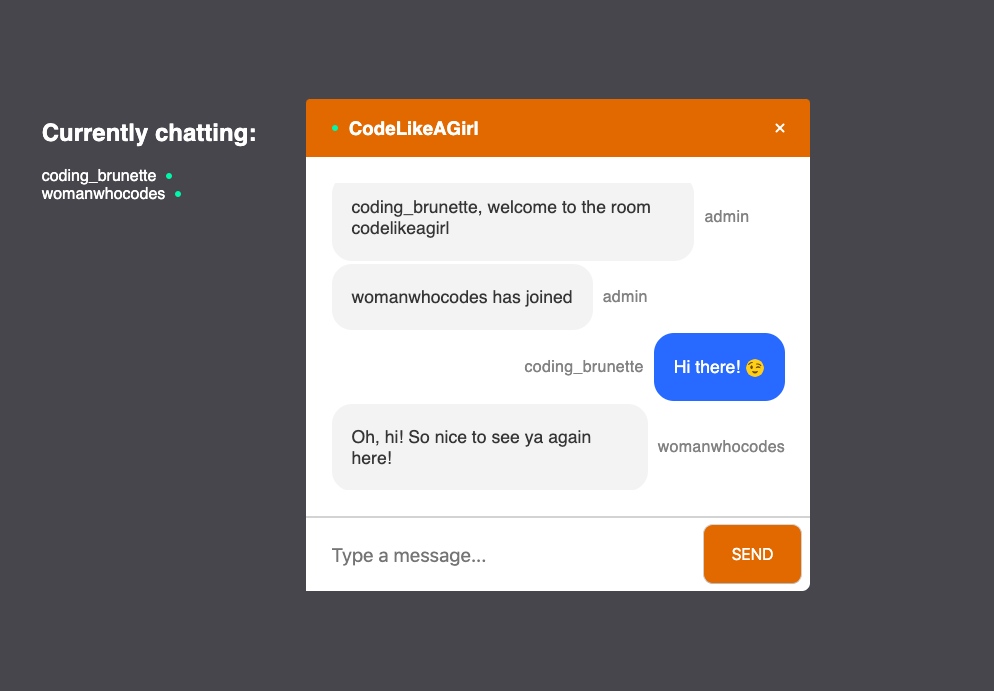 Currently chatting:
coding_brunette
womanwhocodes
CodeLikeAGirl
×
coding_brunette, welcome to the room
codelikeagirl
admin
womanwhocodes has joined
admin
coding_brunette
Hi there! 😉
Oh, hi! So nice to see ya again
here!
womanwhocodes
Type a message...
SEND